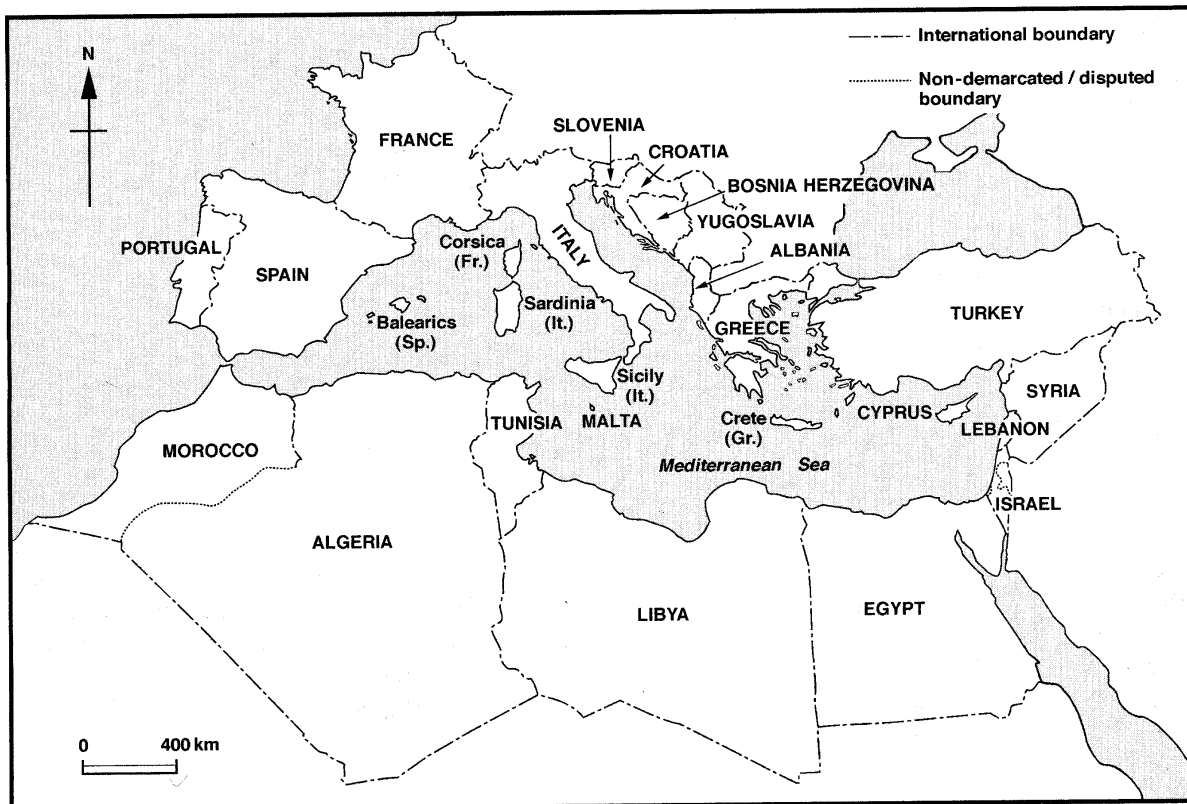 N
International boundary
Non-demarcated / disputed
boundary
SLOVENIA
FRANCE
CROATIA
BOSNIA HERZEGOVINA
YUGOSLAVIA
PORTUGAL
Corsica
(Fr.)
ITALY
ALBANIA
SPAIN
Sardinia
(It.)
TURKEY
Balearics
(Sp.)
GREECE
Sicily
(It.)
SYRIA
TUNISIA
MALTA
Crete
(Gr.)
CYPRUS
LEBANON
MOROCCO
Mediterranean Sea
ISRAEL
ALGERIA
LIBYA
EGYPT
0 400 km